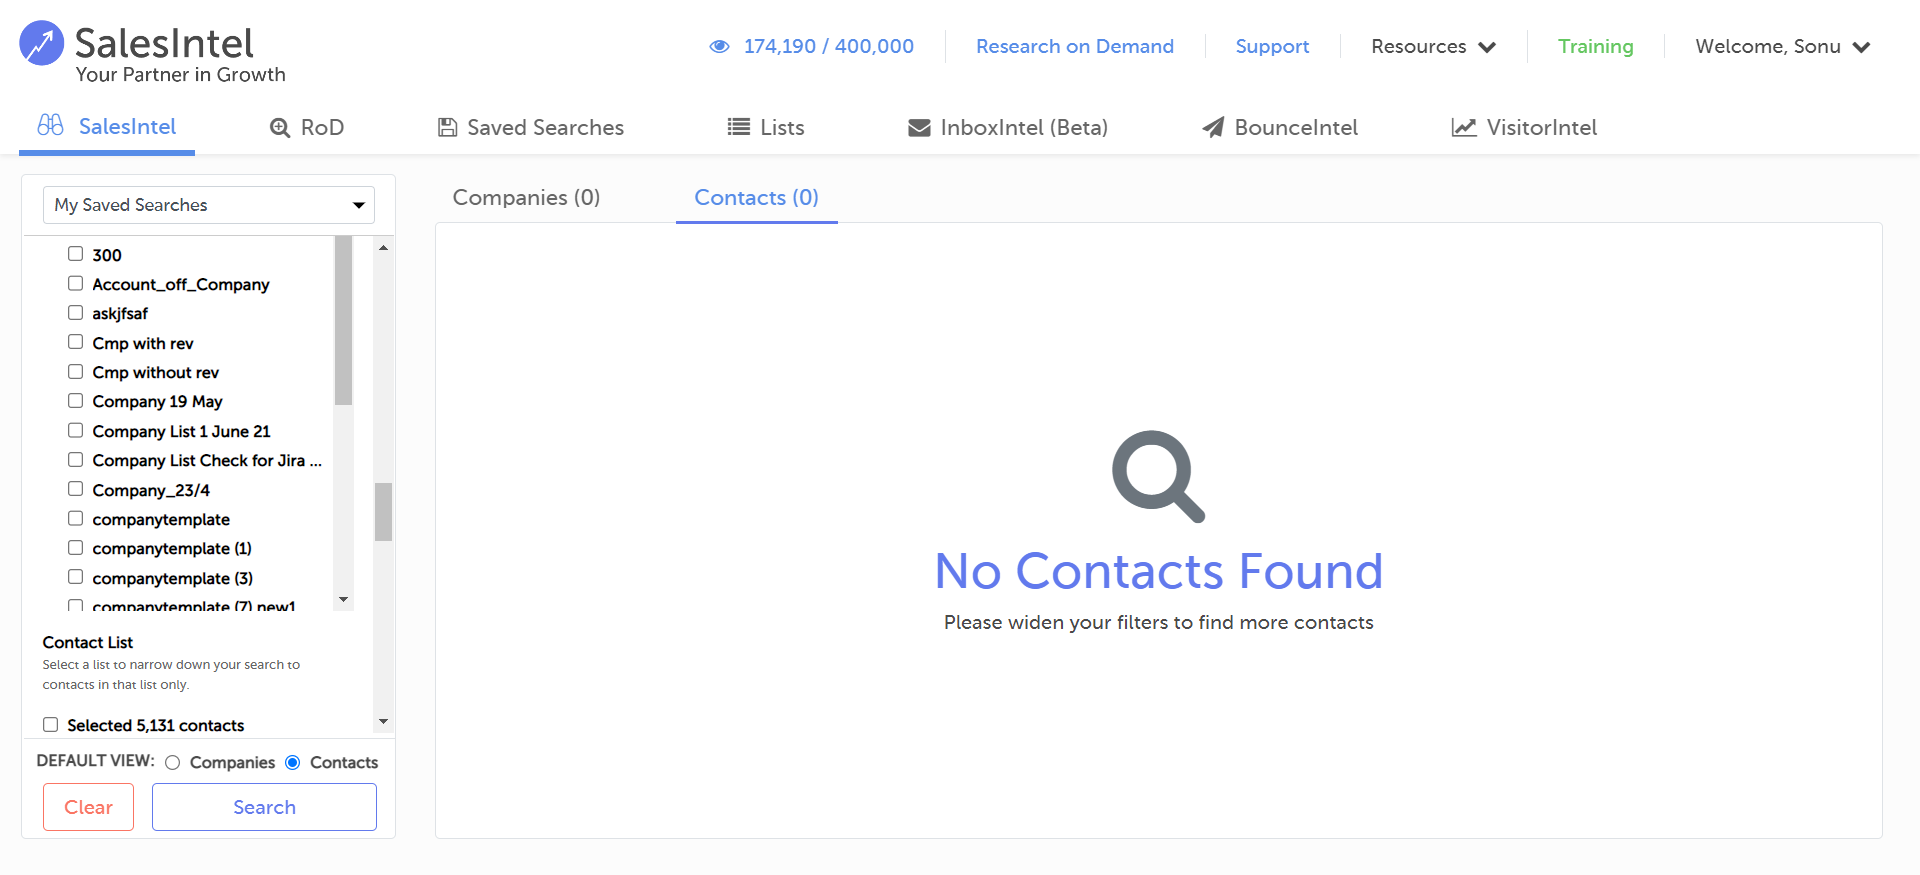 SalesIntel
Your Partner in Growth
174,190 / 400,000
Research on Demand
Support
Resources
Training
Welcome, Sonu
SalesIntel
RoD
Saved Searches
Lists
InboxIntel (Beta)
BounceIntel
VisitorIntel
My Saved Searches
300
Account_off_Company
askjfsaf
Cmp with rev
Cmp without rev
Company 19 May
Company List 1 June 21
Company List Check for Jira ...
Company_23/4
companytemplate
companytemplate (1)
companytemplate (3)
companytemplate (7) new1
Contact List
Select a list to narrow down your search to
contacts in that list only.
Selected 5,131 contacts
DEFAULT VIEW: Companies Contacts
Clear
Search
Companies (0)
Contacts (0)
No Contacts Found
Please widen your filters to find more contacts